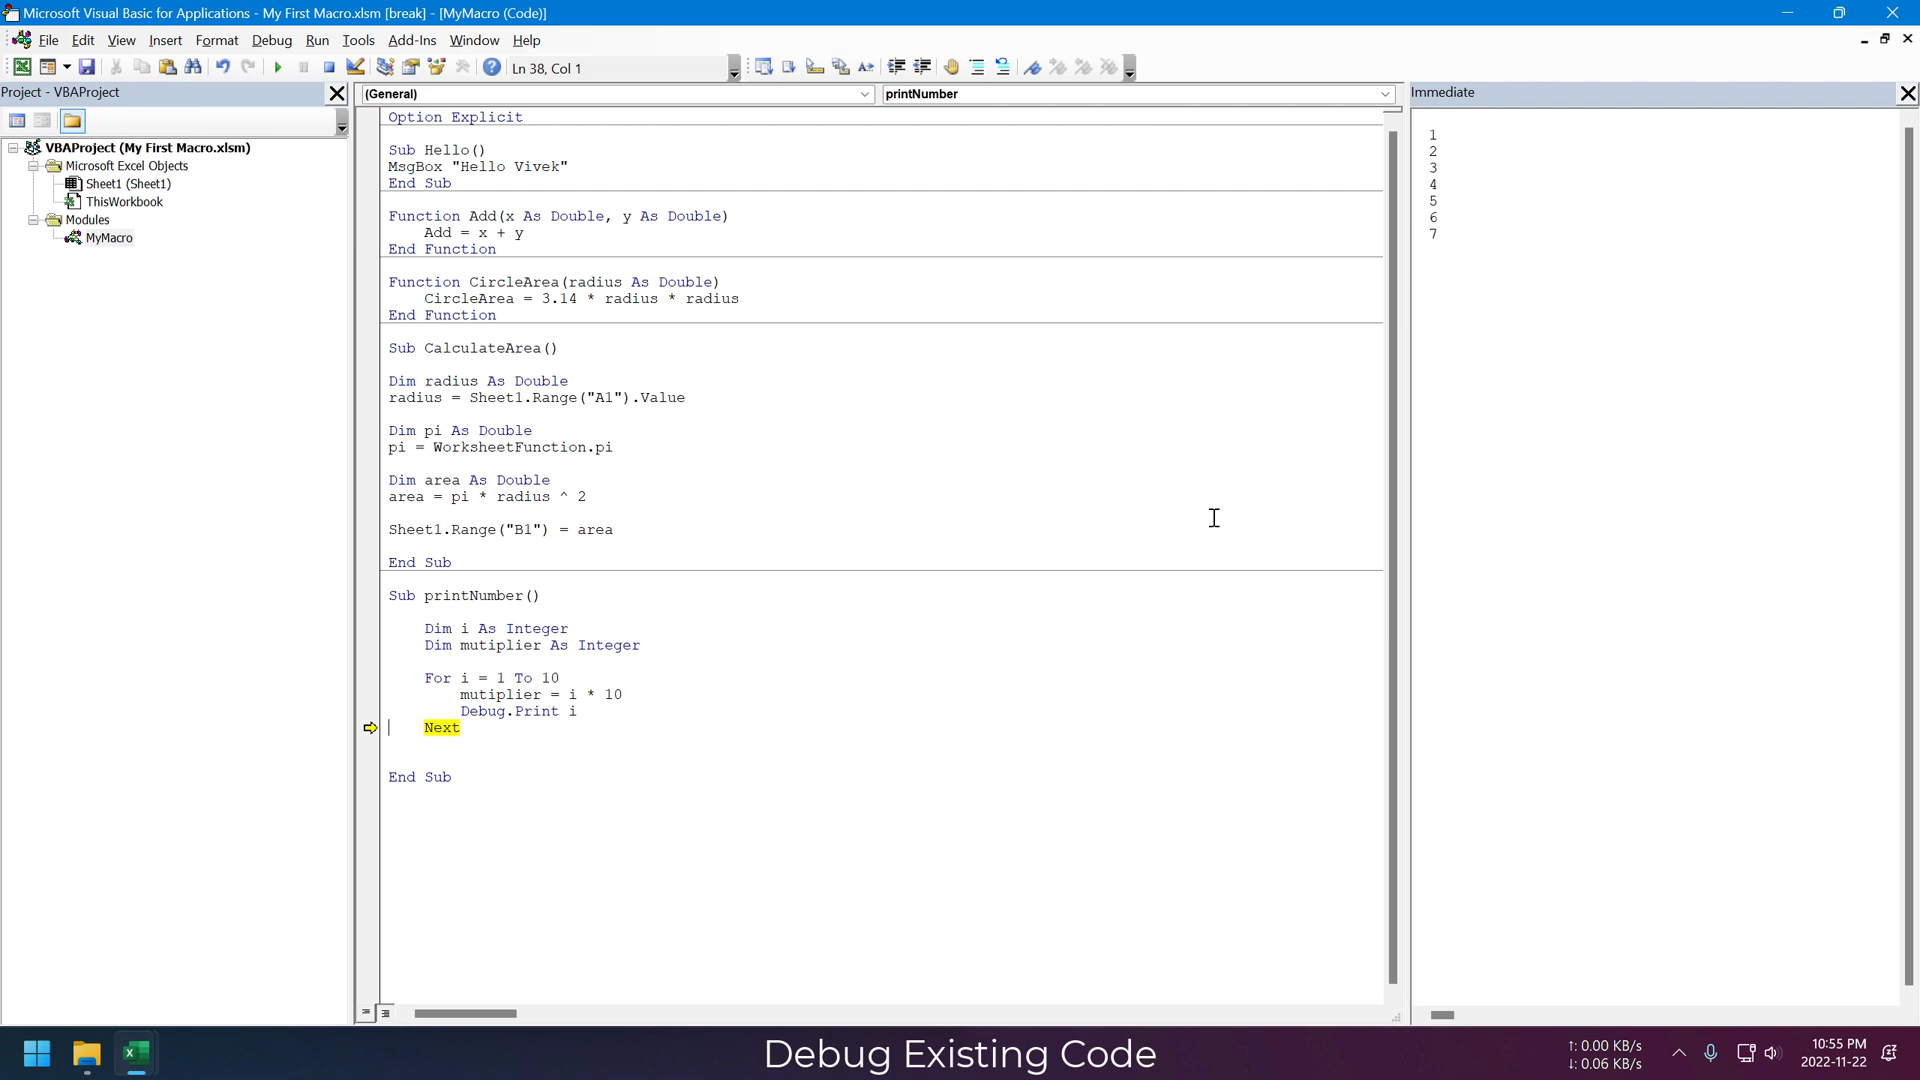 Microsoft Visual Basic for Applications - My First Macro.xlsm [break] - [MyMacro (Code)]
File Edit View Insert Format Debug Run Tools Add-Ins Window Help
Ln 38, Col 1
Project - VBAProject
VBAProject (My First Macro.xlsm)
Microsoft Excel Objects
Sheet1 (Sheet1)
ThisWorkbook
Modules
MyMacro
(General)
printNumber
Option Explicit
Sub Hello()
MsgBox "Hello Vivek"
End Sub
Function Add(x As Double, y As Double)
Add = x + y
End Function
Function CircleArea(radius As Double)
CircleArea = 3.14 * radius * radius
End Function
Sub CalculateArea()
Dim radius As Double
radius = Sheet1.Range("A1").Value
Dim pi As Double
pi = WorksheetFunction.pi
Dim area As Double
area = pi * radius ^ 2
Sheet1.Range("B1") = area
End Sub
Sub printNumber()
Dim i As Integer
Dim mutiplier As Integer
For i = 1 To 10
mutiplier = i * 10
Debug.Print i
Next
End Sub
Immediate
1
2
3
4
5
6
7
Debug Existing Code
↑: 0.00 KB/s
↓: 0.06 KB/s
10:55 PM
2022-11-22